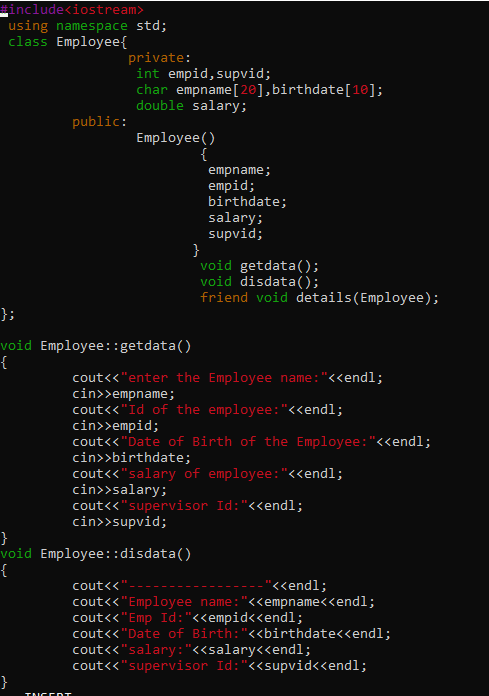 #include<iostream>
using namespace std;
class Employee{
private:
int empid,supvid;
char empname[20],birthdate[10];
double salary;
public:
Employee()
{
empname;
empid;
birthdate;
salary;
supvid;
}
void getdata();
void disdata();
friend void details(Employee);
};
void Employee::getdata()
{
cout<<"enter the Employee name:"<<endl;
cin>>empname;
cout<<"Id of the employee:"<<endl;
cin>>empid;
cout<<"Date of Birth of the Employee:"<<endl;
cin>>birthdate;
cout<<"salary of employee:"<<endl;
cin>>salary;
cout<<"supervisor Id:"<<endl;
cin>>supvid;
}
void Employee::disdata()
{
cout<<"-----------------"<<endl;
cout<<"Employee name:"<<empname<<endl;
cout<<"Emp Id:"<<empid<<endl;
cout<<"Date of Birth:"<<birthdate<<endl;
cout<<"salary:"<<salary<<endl;
cout<<"supervisor Id:"<<supvid<<endl;
}
-- INSERT --